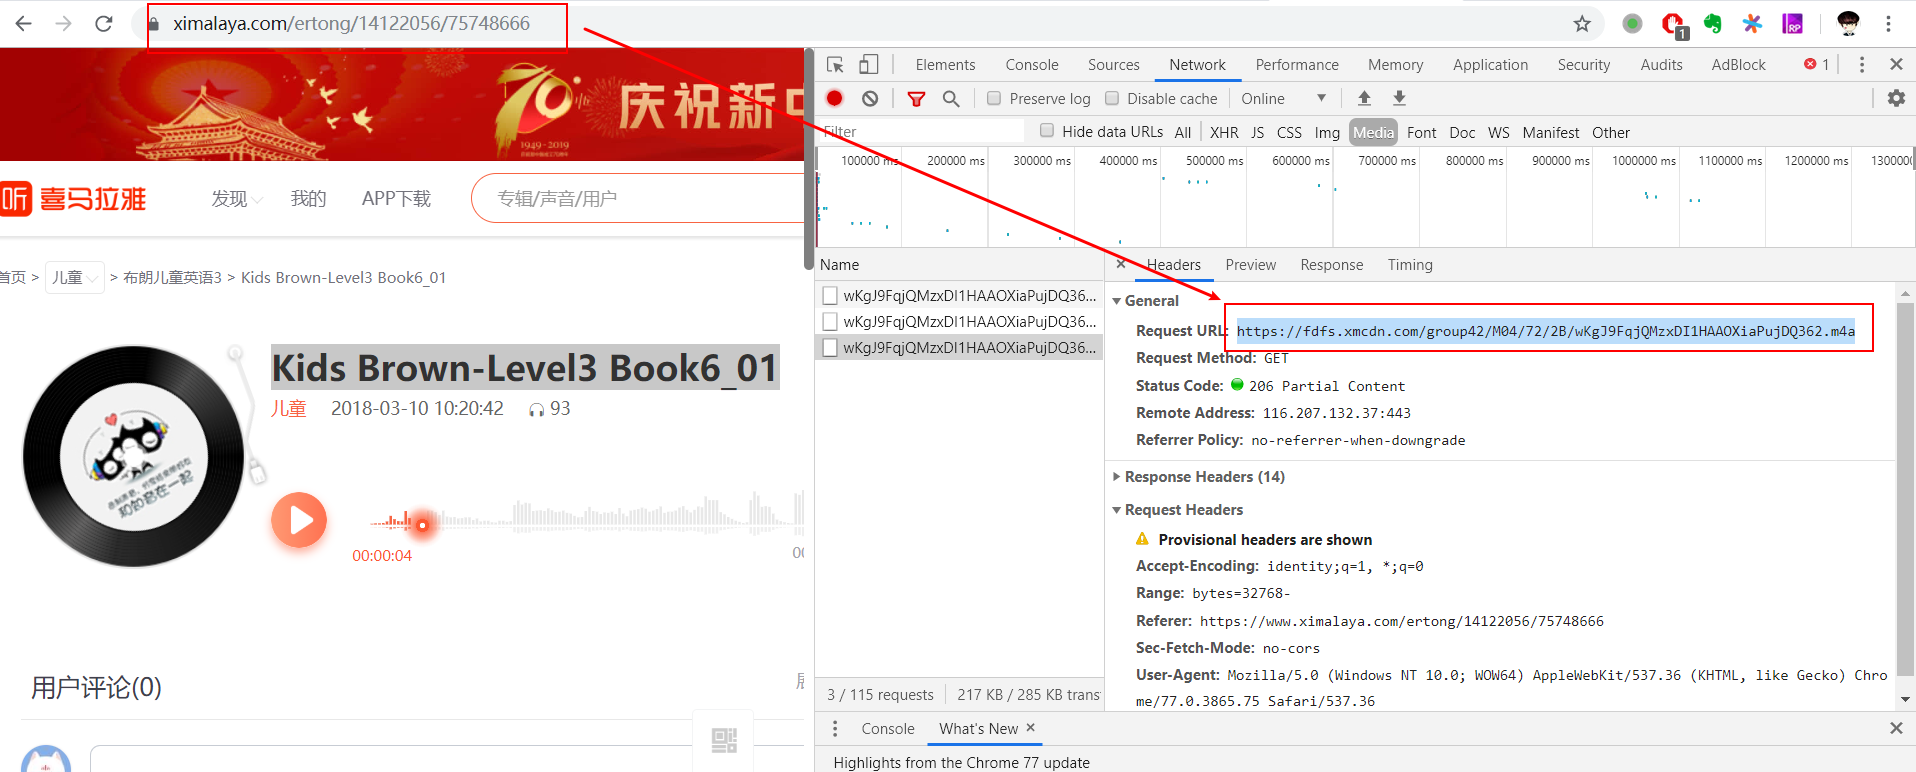 ximalaya.com/ertong/14122056/75748666
1
RP
70
1949-2019
庆祝新中
Elements Console Sources Network Performance Memory Application Security Audits AdBlock 1
Preserve log Disable cache Online
Filter Hide data URLs All XHR JS CSS Img Media Font Doc WS Manifest Other
100000 ms 200000 ms 300000 ms 400000 ms 500000 ms 600000 ms 700000 ms 800000 ms 900000 ms 1000000 ms 1100000 ms 1200000 ms 1300000
听 喜马拉雅 发现 我的 APP下载 专辑/声音/用户
首页 > 儿童 > 布朗儿童英语3 > Kids Brown-Level3 Book6_01
Kids Brown-Level3 Book6_01
儿童 2018-03-10 10:20:42 93
和知音在一起
00:00:04 00
用户评论(0)
Name
wKgJ9FqjQMzxDI1HAAOXiaPujDQ36...
wKgJ9FqjQMzxDI1HAAOXiaPujDQ36...
wKgJ9FqjQMzxDI1HAAOXiaPujDQ36...
3 / 115 requests 217 KB / 285 KB trans
Headers Preview Response Timing
General
Request URL: https://fdfs.xmcdn.com/group42/M04/72/2B/wKgJ9FqjQMzxDI1HAAOXiaPujDQ362.m4a
Request Method: GET
Status Code: 206 Partial Content
Remote Address: 116.207.132.37:443
Referrer Policy: no-referrer-when-downgrade
Response Headers (14)
Request Headers
Provisional headers are shown
Accept-Encoding: identity;q=1, *;q=0
Range: bytes=32768-
Referer: https://www.ximalaya.com/ertong/14122056/75748666
Sec-Fetch-Mode: no-cors
User-Agent: Mozilla/5.0 (Windows NT 10.0; WOW64) AppleWebKit/537.36 (KHTML, like Gecko) Chro
me/77.0.3865.75 Safari/537.36
Console What's New
Highlights from the Chrome 77 update